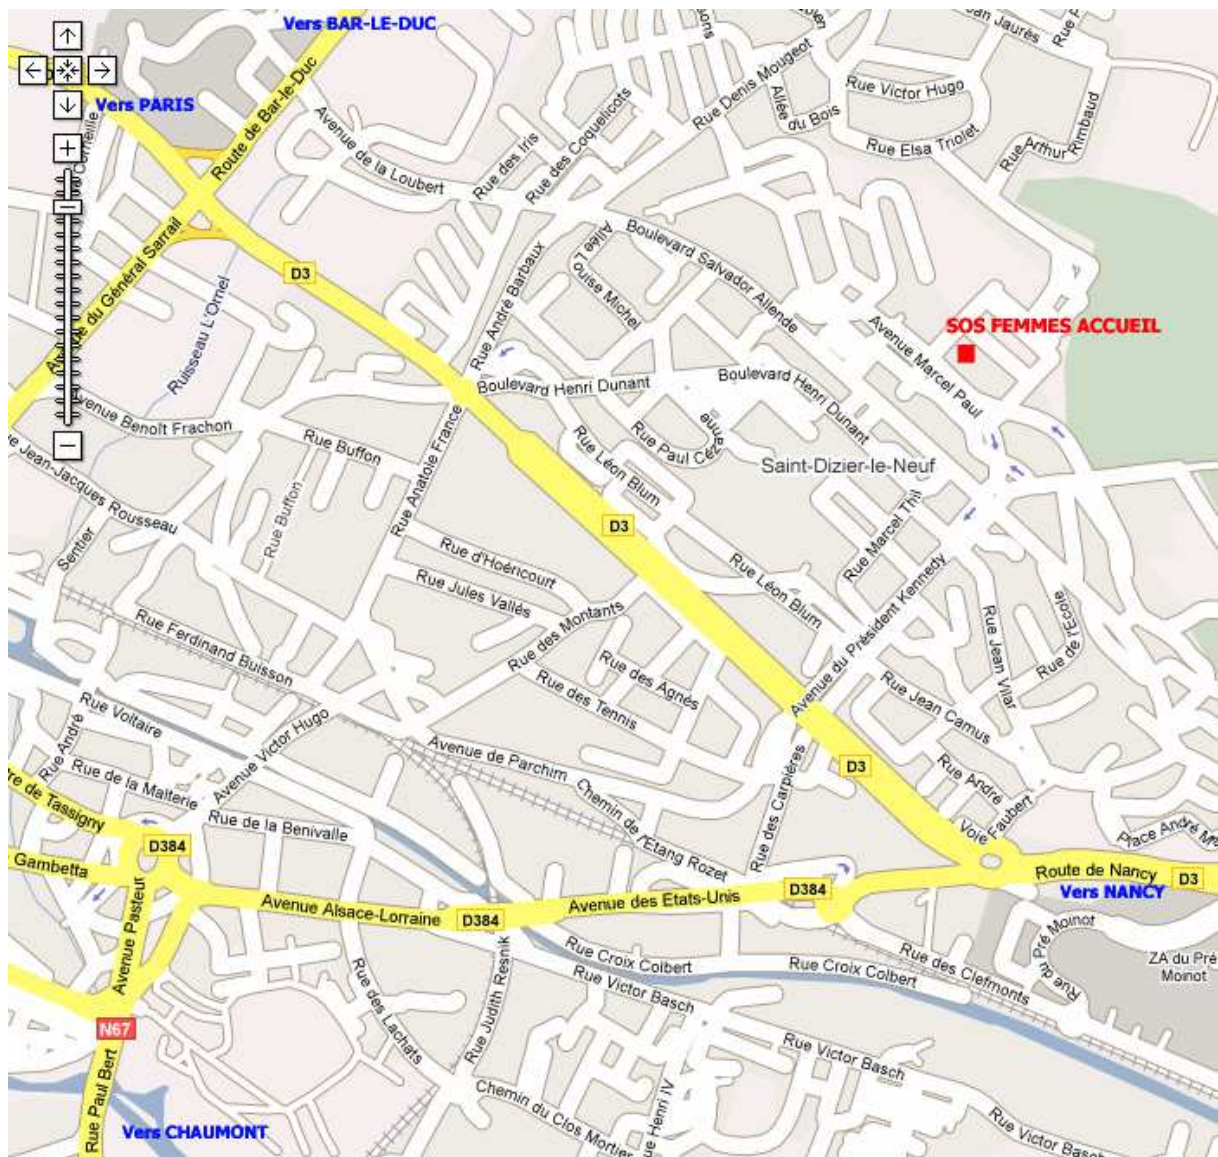 Vers BAR-LE-DUC
Jean Jaurès
Rue Denis Mougeot
Rue Victor Hugo
Vers PARIS
Route de Bar-le-Duc
Allée du Bois
Rue Elsa Triolet
Rue Arthur Rimbaud
Avenue de la Loubert
Rue des Iris
Rue des Coquelicots
Boulevard Salvador Allende
Allée Louise Michel
D3
Avenue du Général Sarrail
Ruisseau L'Ornel
Rue André Barbaux
SOS FEMMES ACCUEIL
Avenue Marcel Paul
Boulevard Henri Dunant
Boulevard Henri Dunant
Avenue Benoît Frachon
Rue Buffon
Rue Anatole France
Rue Léon Blum
Rue Paul Cézanne
Saint-Dizier-le-Neuf
Rue Jean-Jacques Rousseau
Rue Buffon
D3
Rue Marcel Thil
Sentier
Rue d'Hoéricourt
Rue Jules Vallés
Rue Léon Blum
Avenue du Président Kennedy
Rue des Montants
Rue Jean Vilar
Rue de l'Ecole
Rue Ferdinand Buisson
Rue des Agnès
Rue des Tennis
Rue Jean Camus
Rue Voltaire
Rue André
Avenue Victor Hugo
Avenue de Parchim
Rue de la Malterie
Rue des Carpières
D3
Rue André
Voie Faubert
Chemin de l'Etang Rozet
re de Tassigny
Rue de la Benivalle
Place André M
D384
Gambetta
Route de Nancy
D3
Vers NANCY
Avenue Pasteur
Avenue Alsace-Lorraine
D384
Avenue des Etats-Unis
D384
Rue Croix Colbert
Rue Croix Colbert
Rue des Clefmonts
Rue du Pré Moinot
ZA du Pré
Moinot
Rue des Lachats
Rue Judith Resnik
Rue Victor Basch
N67
Rue Paul Bert
Rue Victor Basch
Vers CHAUMONT
Chemin du Clos Mortier
ue Henri IV
Rue Victor Basch